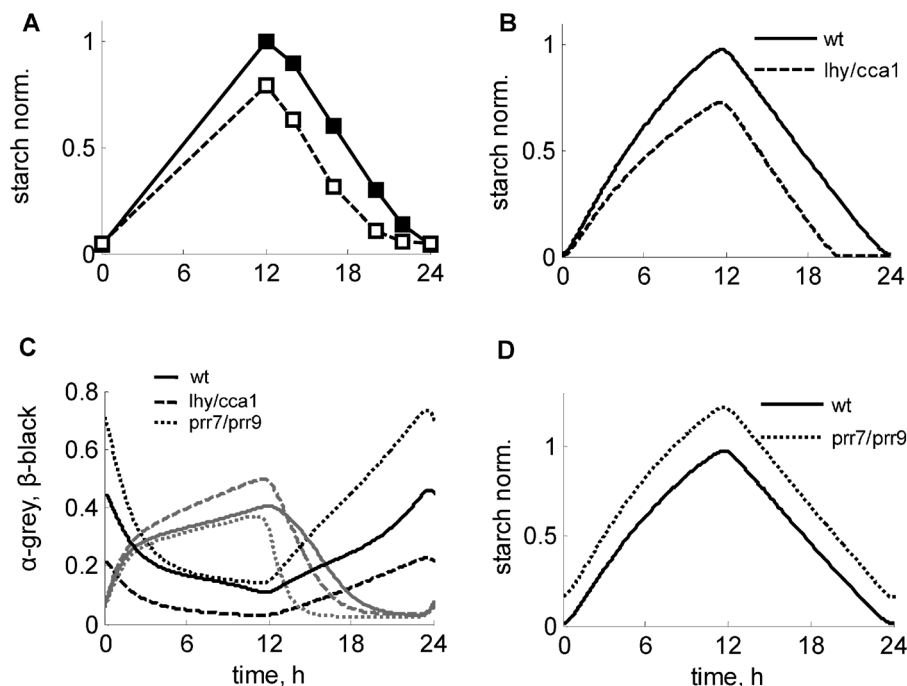 A
1
0.5
0
starch norm.
0 6 12 18 24
B
1
0.5
0
starch norm.
wt
lhy/cca1
0 6 12 18 24
C
0.8
0.6
0.4
0.2
0
α-grey, β-black
wt
lhy/cca1
prr7/prr9
0 6 12 18 24
time, h
D
1
0.5
0
starch norm.
wt
prr7/prr9
0 6 12 18 24
time, h